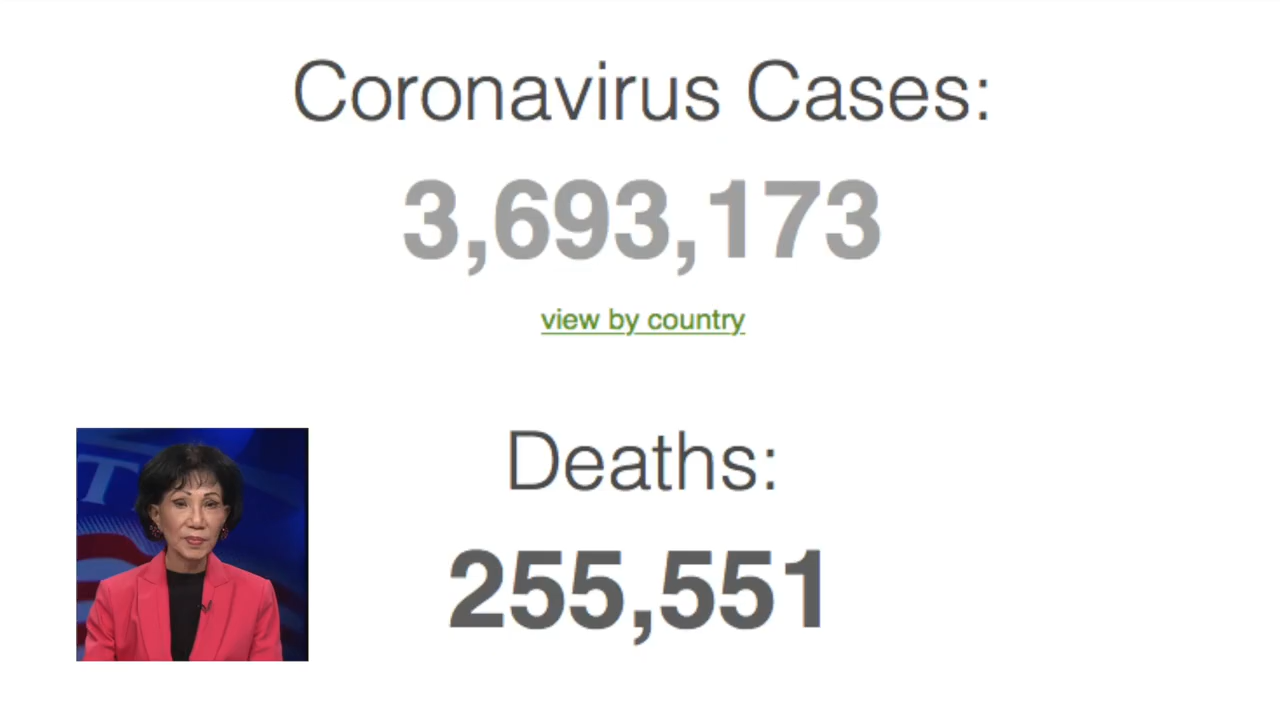 Coronavirus Cases:
3,693,173
view by country
Deaths:
255,551